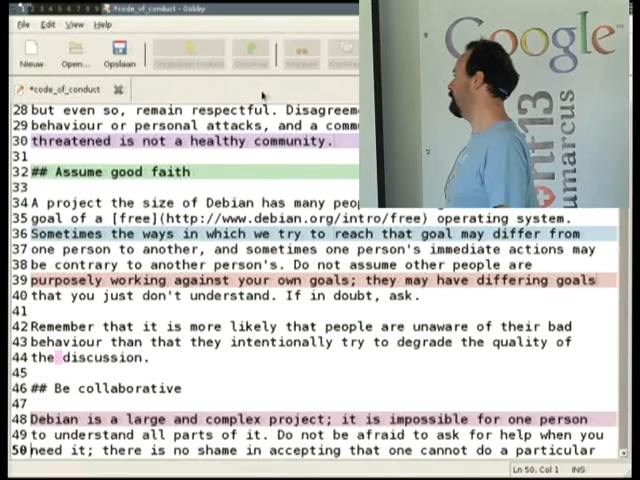 *code_of_conduct - Gobby
File Edit View Help
Nieuw Open... Opslaan
*code_of_conduct
28 but even so, remain respectful. Disagreem
29 behaviour or personal attacks, and a comm
30 threatened is not a healthy community.
31
32 ## Assume good faith
33
34 A project the size of Debian has many peop
35 goal of a [free](http://www.debian.org/intro/free) operating system.
36 Sometimes the ways in which we try to reach that goal may differ from
37 one person to another, and sometimes one person's immediate actions may
38 be contrary to another person's. Do not assume other people are
39 purposely working against your own goals; they may have differing goals
40 that you just don't understand. If in doubt, ask.
41
42 Remember that it is more likely that people are unaware of their bad
43 behaviour than that they intentionally try to degrade the quality of
44 the discussion.
45
46 ## Be collaborative
47
48 Debian is a large and complex project; it is impossible for one person
49 to understand all parts of it. Do not be afraid to ask for help when you
50 need it; there is no shame in accepting that one cannot do a particular
Ln 50, Col 1 INS
Google
TM
nf13
umarcus